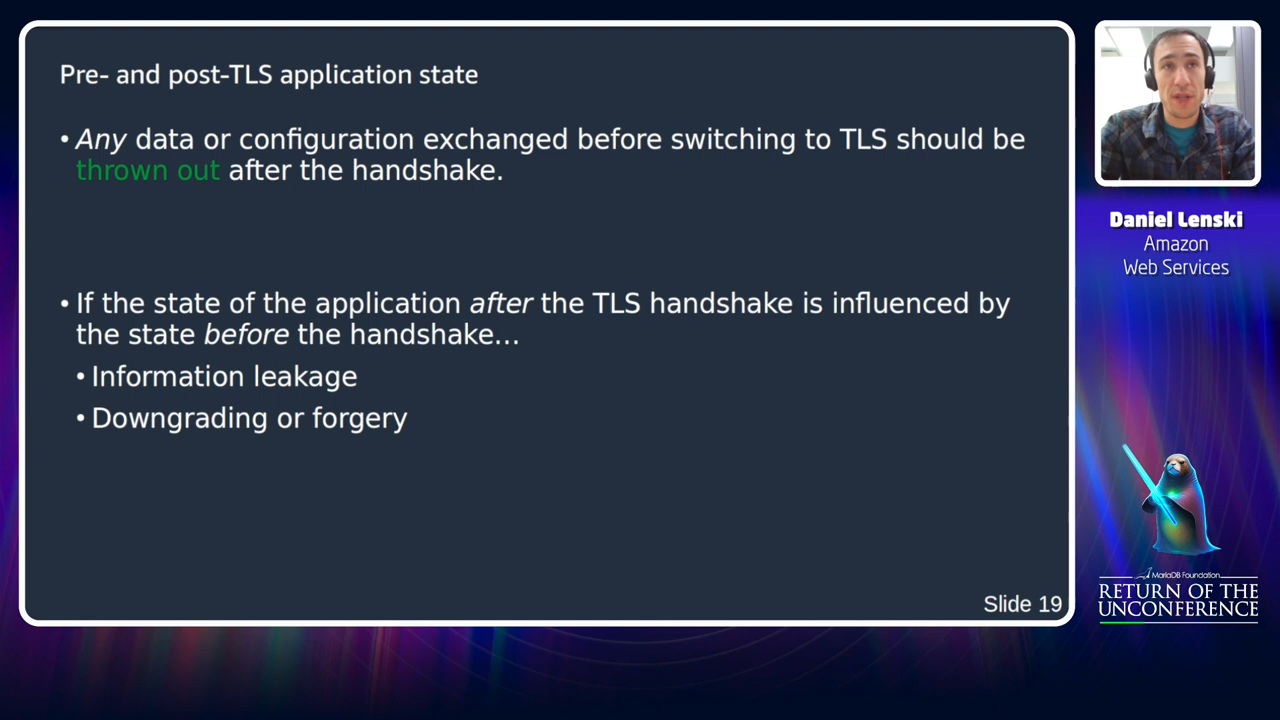 Pre- and post-TLS application state
• Any data or configuration exchanged before switching to TLS should be
thrown out after the handshake.
• If the state of the application after the TLS handshake is influenced by
the state before the handshake...
• Information leakage
• Downgrading or forgery
Slide 19
Daniel Lenski
Amazon
Web Services
MariaDB Foundation
RETURN OF THE
UNCONFERENCE